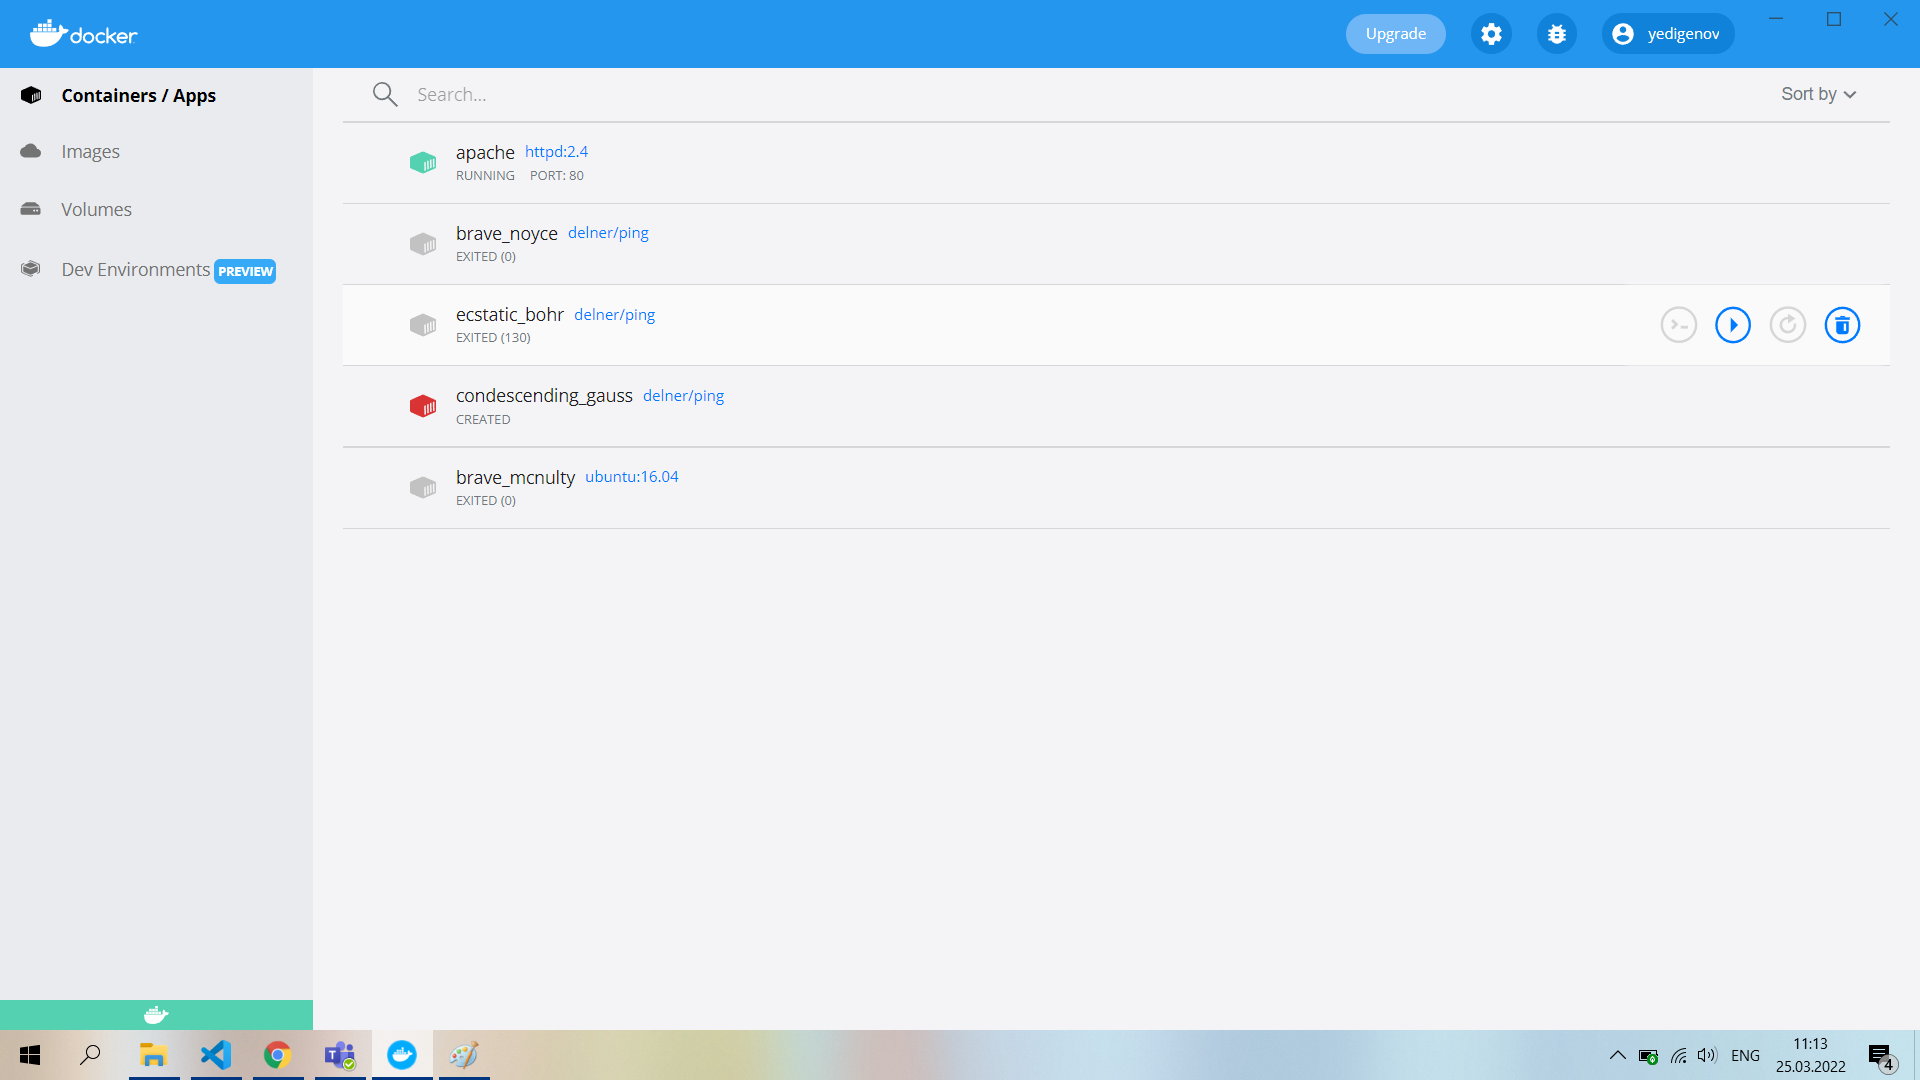 docker
Upgrade
yedigenov
Containers / Apps
Images
Volumes
Dev Environments PREVIEW
Search...
Sort by
apache httpd:2.4
RUNNING PORT: 80
brave_noyce delner/ping
EXITED (0)
ecstatic_bohr delner/ping
EXITED (130)
condescending_gauss delner/ping
CREATED
brave_mcnulty ubuntu:16.04
EXITED (0)
ENG
11:13
25.03.2022
4